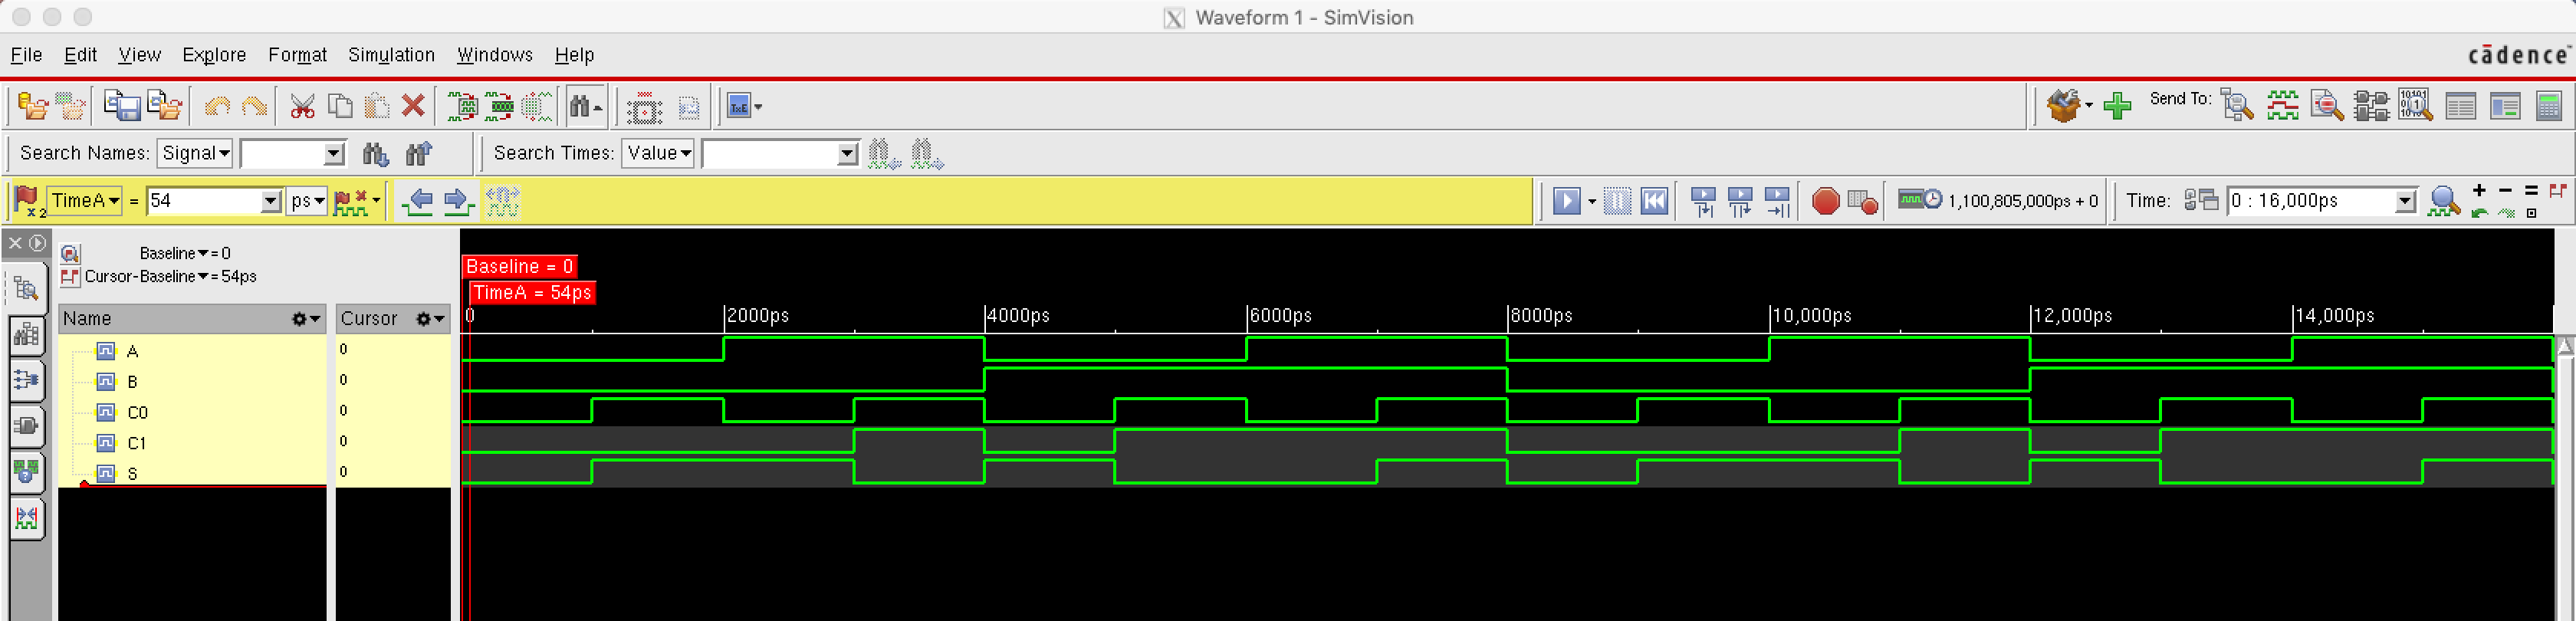 Waveform 1 - SimVision
File Edit View Explore Format Simulation Windows Help
cādence
TxE
Send To:
Search Names: Signal
Search Times: Value
x2 TimeA = 54 ps
1,100,805,000ps + 0
Time: 0 : 16,000ps
Baseline = 0
Cursor-Baseline = 54ps
Baseline = 0
TimeA = 54ps
Name Cursor
0 2000ps 4000ps 6000ps 8000ps 10,000ps 12,000ps 14,000ps
A 0
B 0
C0 0
C1 0
S 0